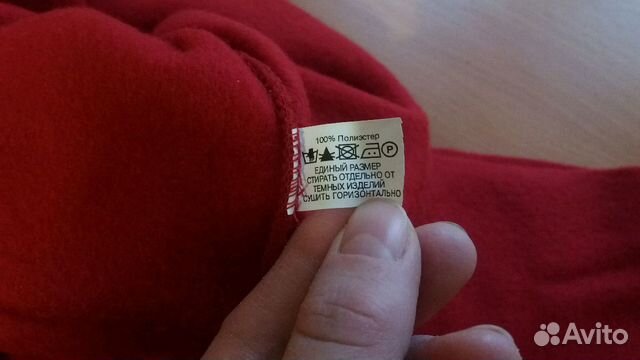 100% Полиэстер
P
ЕДИНЫЙ РАЗМЕР
СТИРАТЬ ОТДЕЛЬНО ОТ
ТЕМНЫХ ИЗДЕЛИЙ
СУШИТЬ ГОРИЗОНТАЛЬНО
Avito